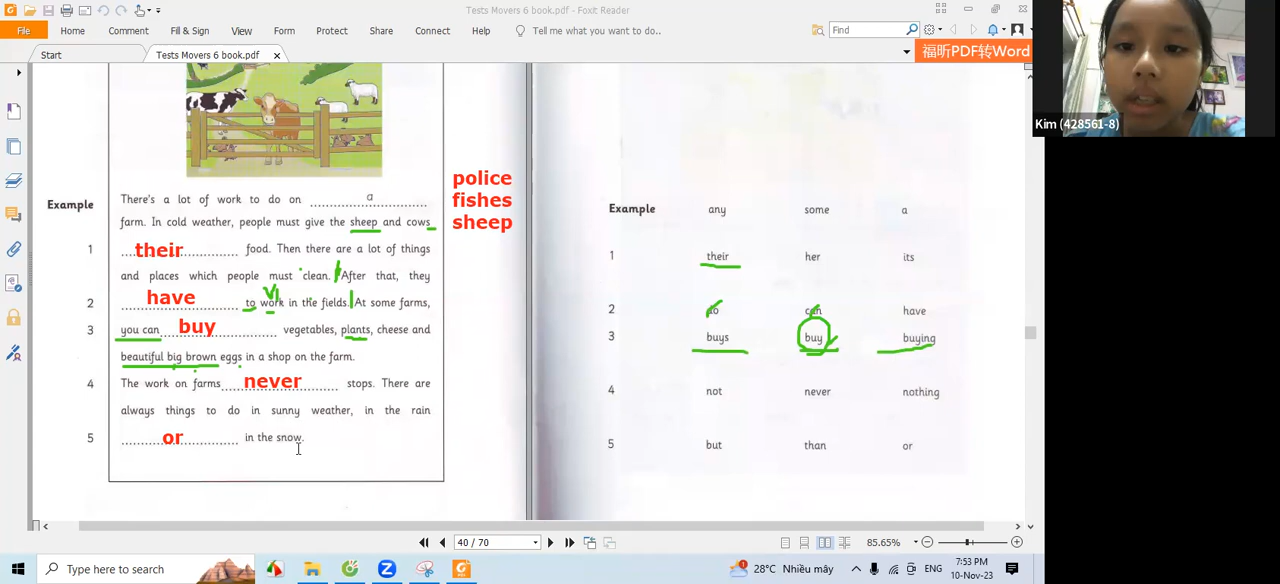 Tests Movers 6 book.pdf - Foxit Reader
File Home Comment Fill & Sign View Form Protect Share Connect Help Tell me what you want to do.. Find
Start Tests Movers 6 book.pdf
福昕PDF转Word
Kim (428561-8)
police
fishes
sheep
Example There's a lot of work to do on a
farm. In cold weather, people must give the sheep and cows
1 their food. Then there are a lot of things
and places which people must clean. After that, they
2 have to work in the fields. At some farms,
V1
3 you can buy vegetables, plants, cheese and
beautiful big brown eggs in a shop on the farm.
4 The work on farms never stops. There are
always things to do in sunny weather, in the rain
5 or in the snow.
Example any some a
1 their her its
2 do can have
3 buys buy buying
4 not never nothing
5 but than or
40 / 70 85.65%
Type here to search 28°C Nhiều mây ENG 7:53 PM
10-Nov-23